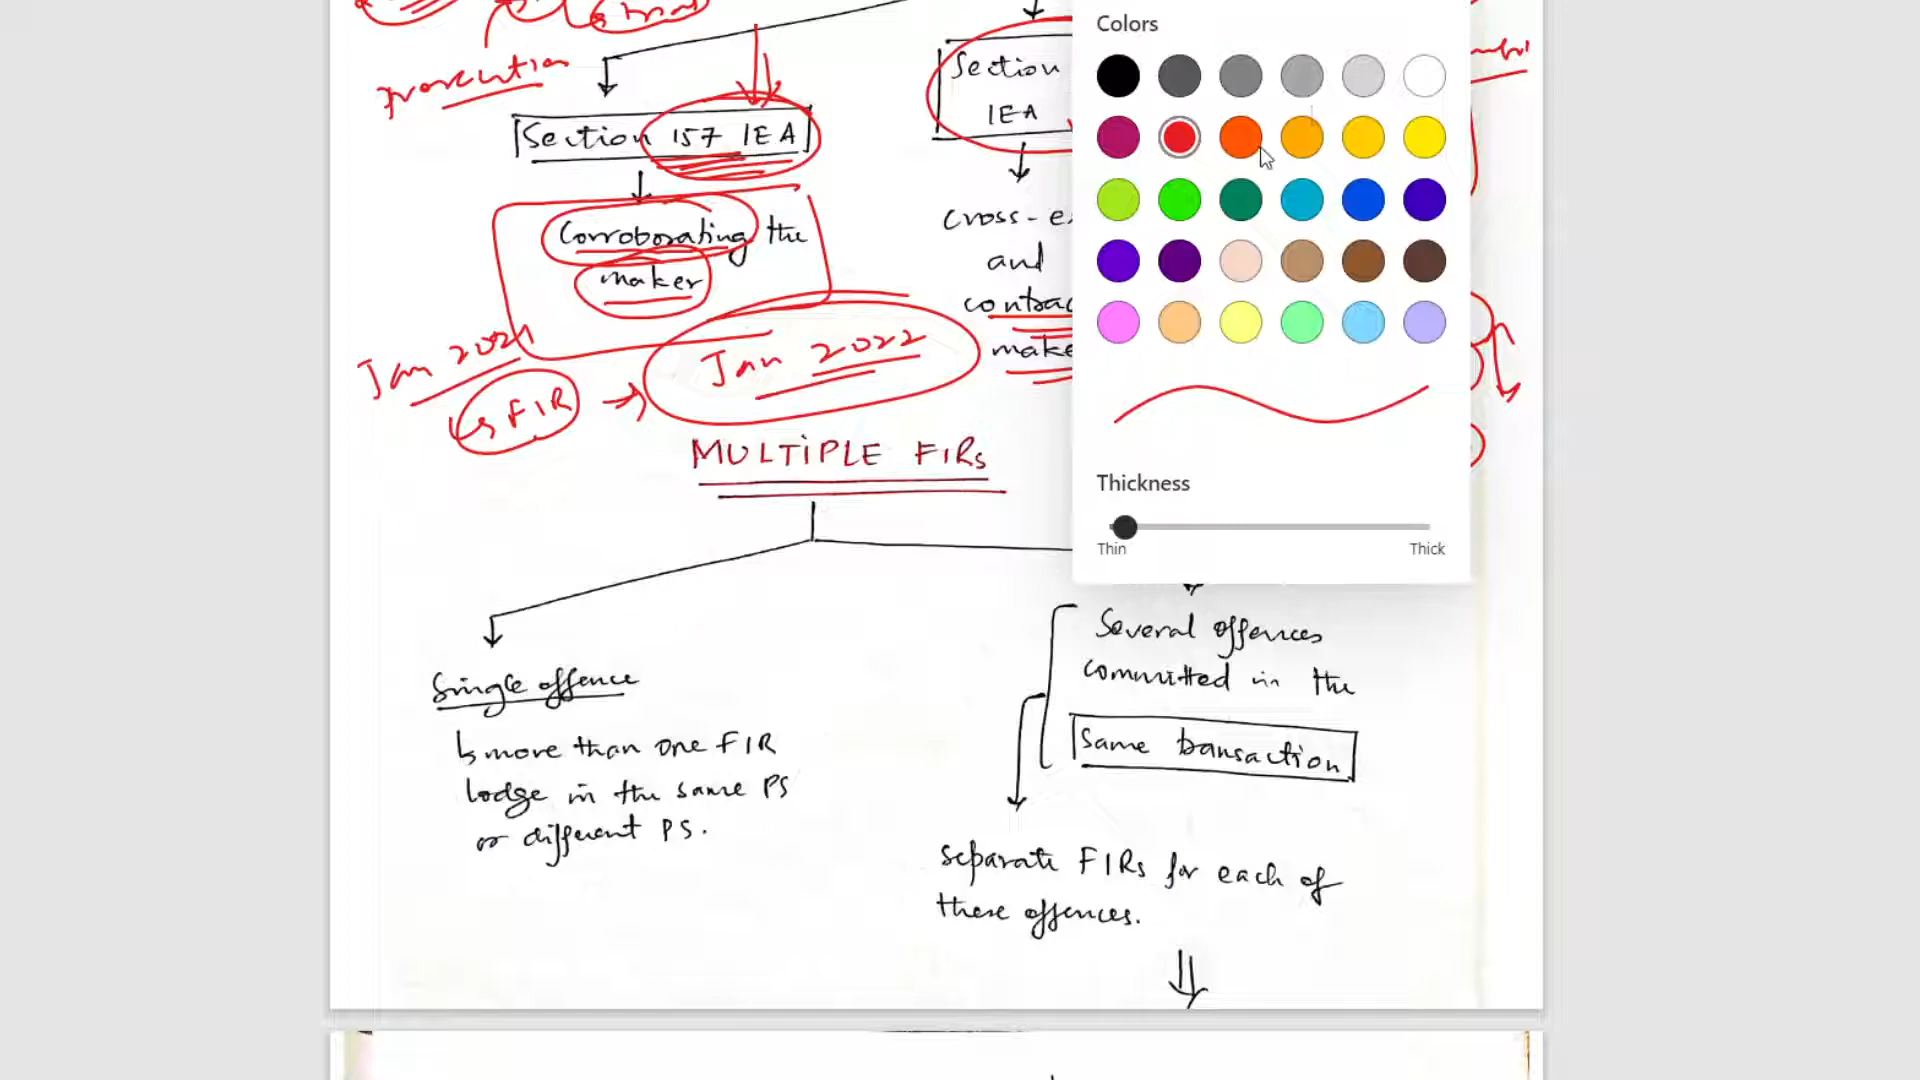 prosecution
Section 157 IEA
Corroborating the
maker
Jan 2021
FIR
Jan 2022
Section
IEA
cross-e
and
contrac
make
MULTIPLE FIRs
Single offence
more than one FIR
lodge in the same PS
or different PS.
Several offences
committed in the
Same transaction
separate FIRs for each of
these offences.
Colors
Thickness
Thin
Thick